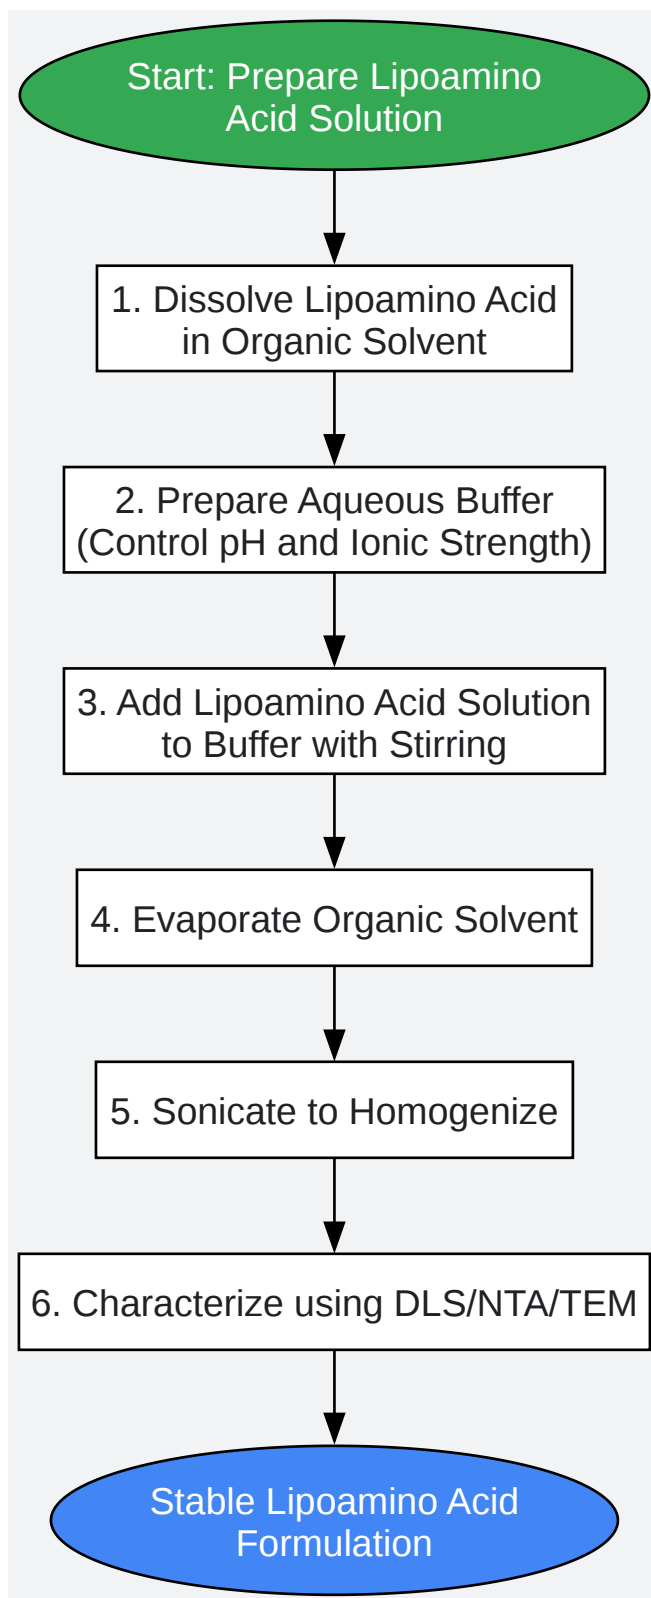 Start: Prepare Lipoamino
Acid Solution
1. Dissolve Lipoamino Acid
in Organic Solvent
2. Prepare Aqueous Buffer
(Control pH and Ionic Strength)
3. Add Lipoamino Acid Solution
to Buffer with Stirring
4. Evaporate Organic Solvent
5. Sonicate to Homogenize
6. Characterize using DLS/NTA/TEM
Stable Lipoamino Acid
Formulation